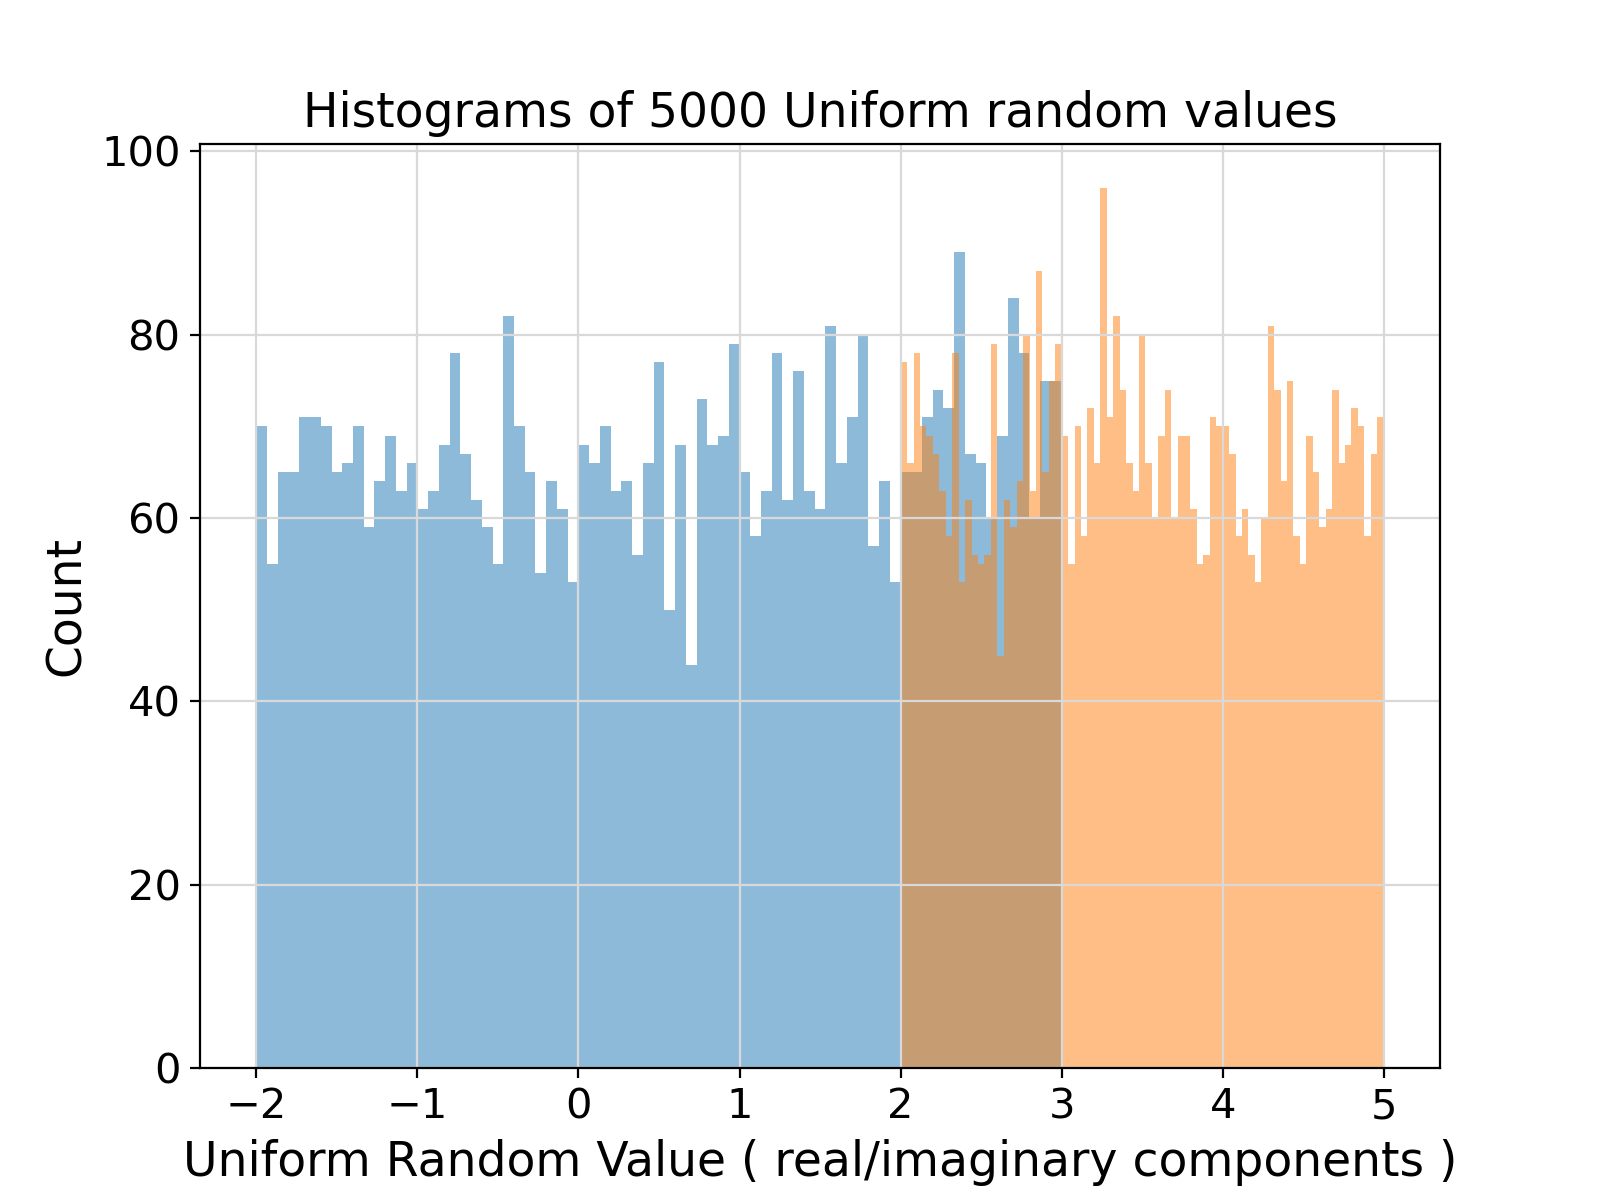 Histograms of 5000 Uniform random values
100
80
60
40
20
0
Count
−2 −1 0 1 2 3 4 5
Uniform Random Value ( real/imaginary components )